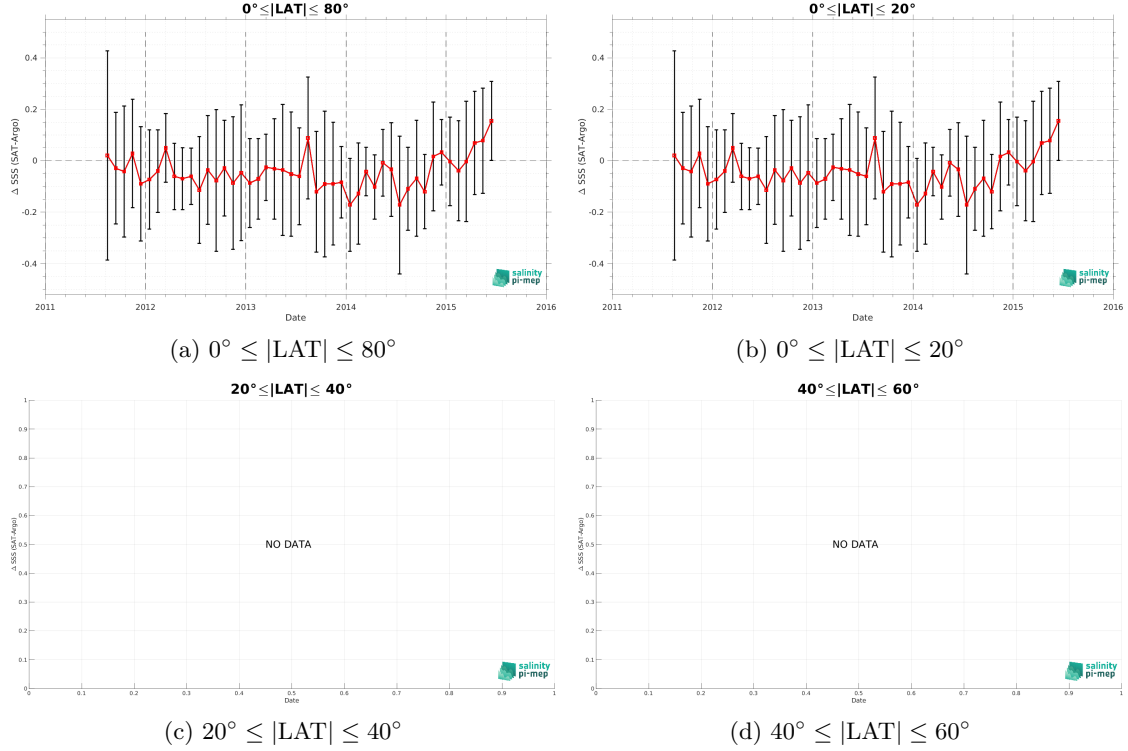 0°≤|LAT|≤ 80°
Δ SSS (SAT-Argo)
0.4
0.2
0
-0.2
-0.4
2011 2012 2013 2014 2015 2016
Date
salinity
pi-mep
(a) 0° ≤ |LAT| ≤ 80°
0°≤|LAT|≤ 20°
Δ SSS (SAT-Argo)
0.4
0.2
0
-0.2
-0.4
2011 2012 2013 2014 2015 2016
Date
salinity
pi-mep
(b) 0° ≤ |LAT| ≤ 20°
20°≤|LAT|≤ 40°
Δ SSS (SAT-Argo)
1
0.9
0.8
0.7
0.6
0.5
0.4
0.3
0.2
0.1
0
NO DATA
0 0.1 0.2 0.3 0.4 0.5 0.6 0.7 0.8 0.9 1
Date
salinity
pi-mep
(c) 20° ≤ |LAT| ≤ 40°
40°≤|LAT|≤ 60°
Δ SSS (SAT-Argo)
1
0.9
0.8
0.7
0.6
0.5
0.4
0.3
0.2
0.1
0
NO DATA
0 0.1 0.2 0.3 0.4 0.5 0.6 0.7 0.8 0.9 1
Date
salinity
pi-mep
(d) 40° ≤ |LAT| ≤ 60°